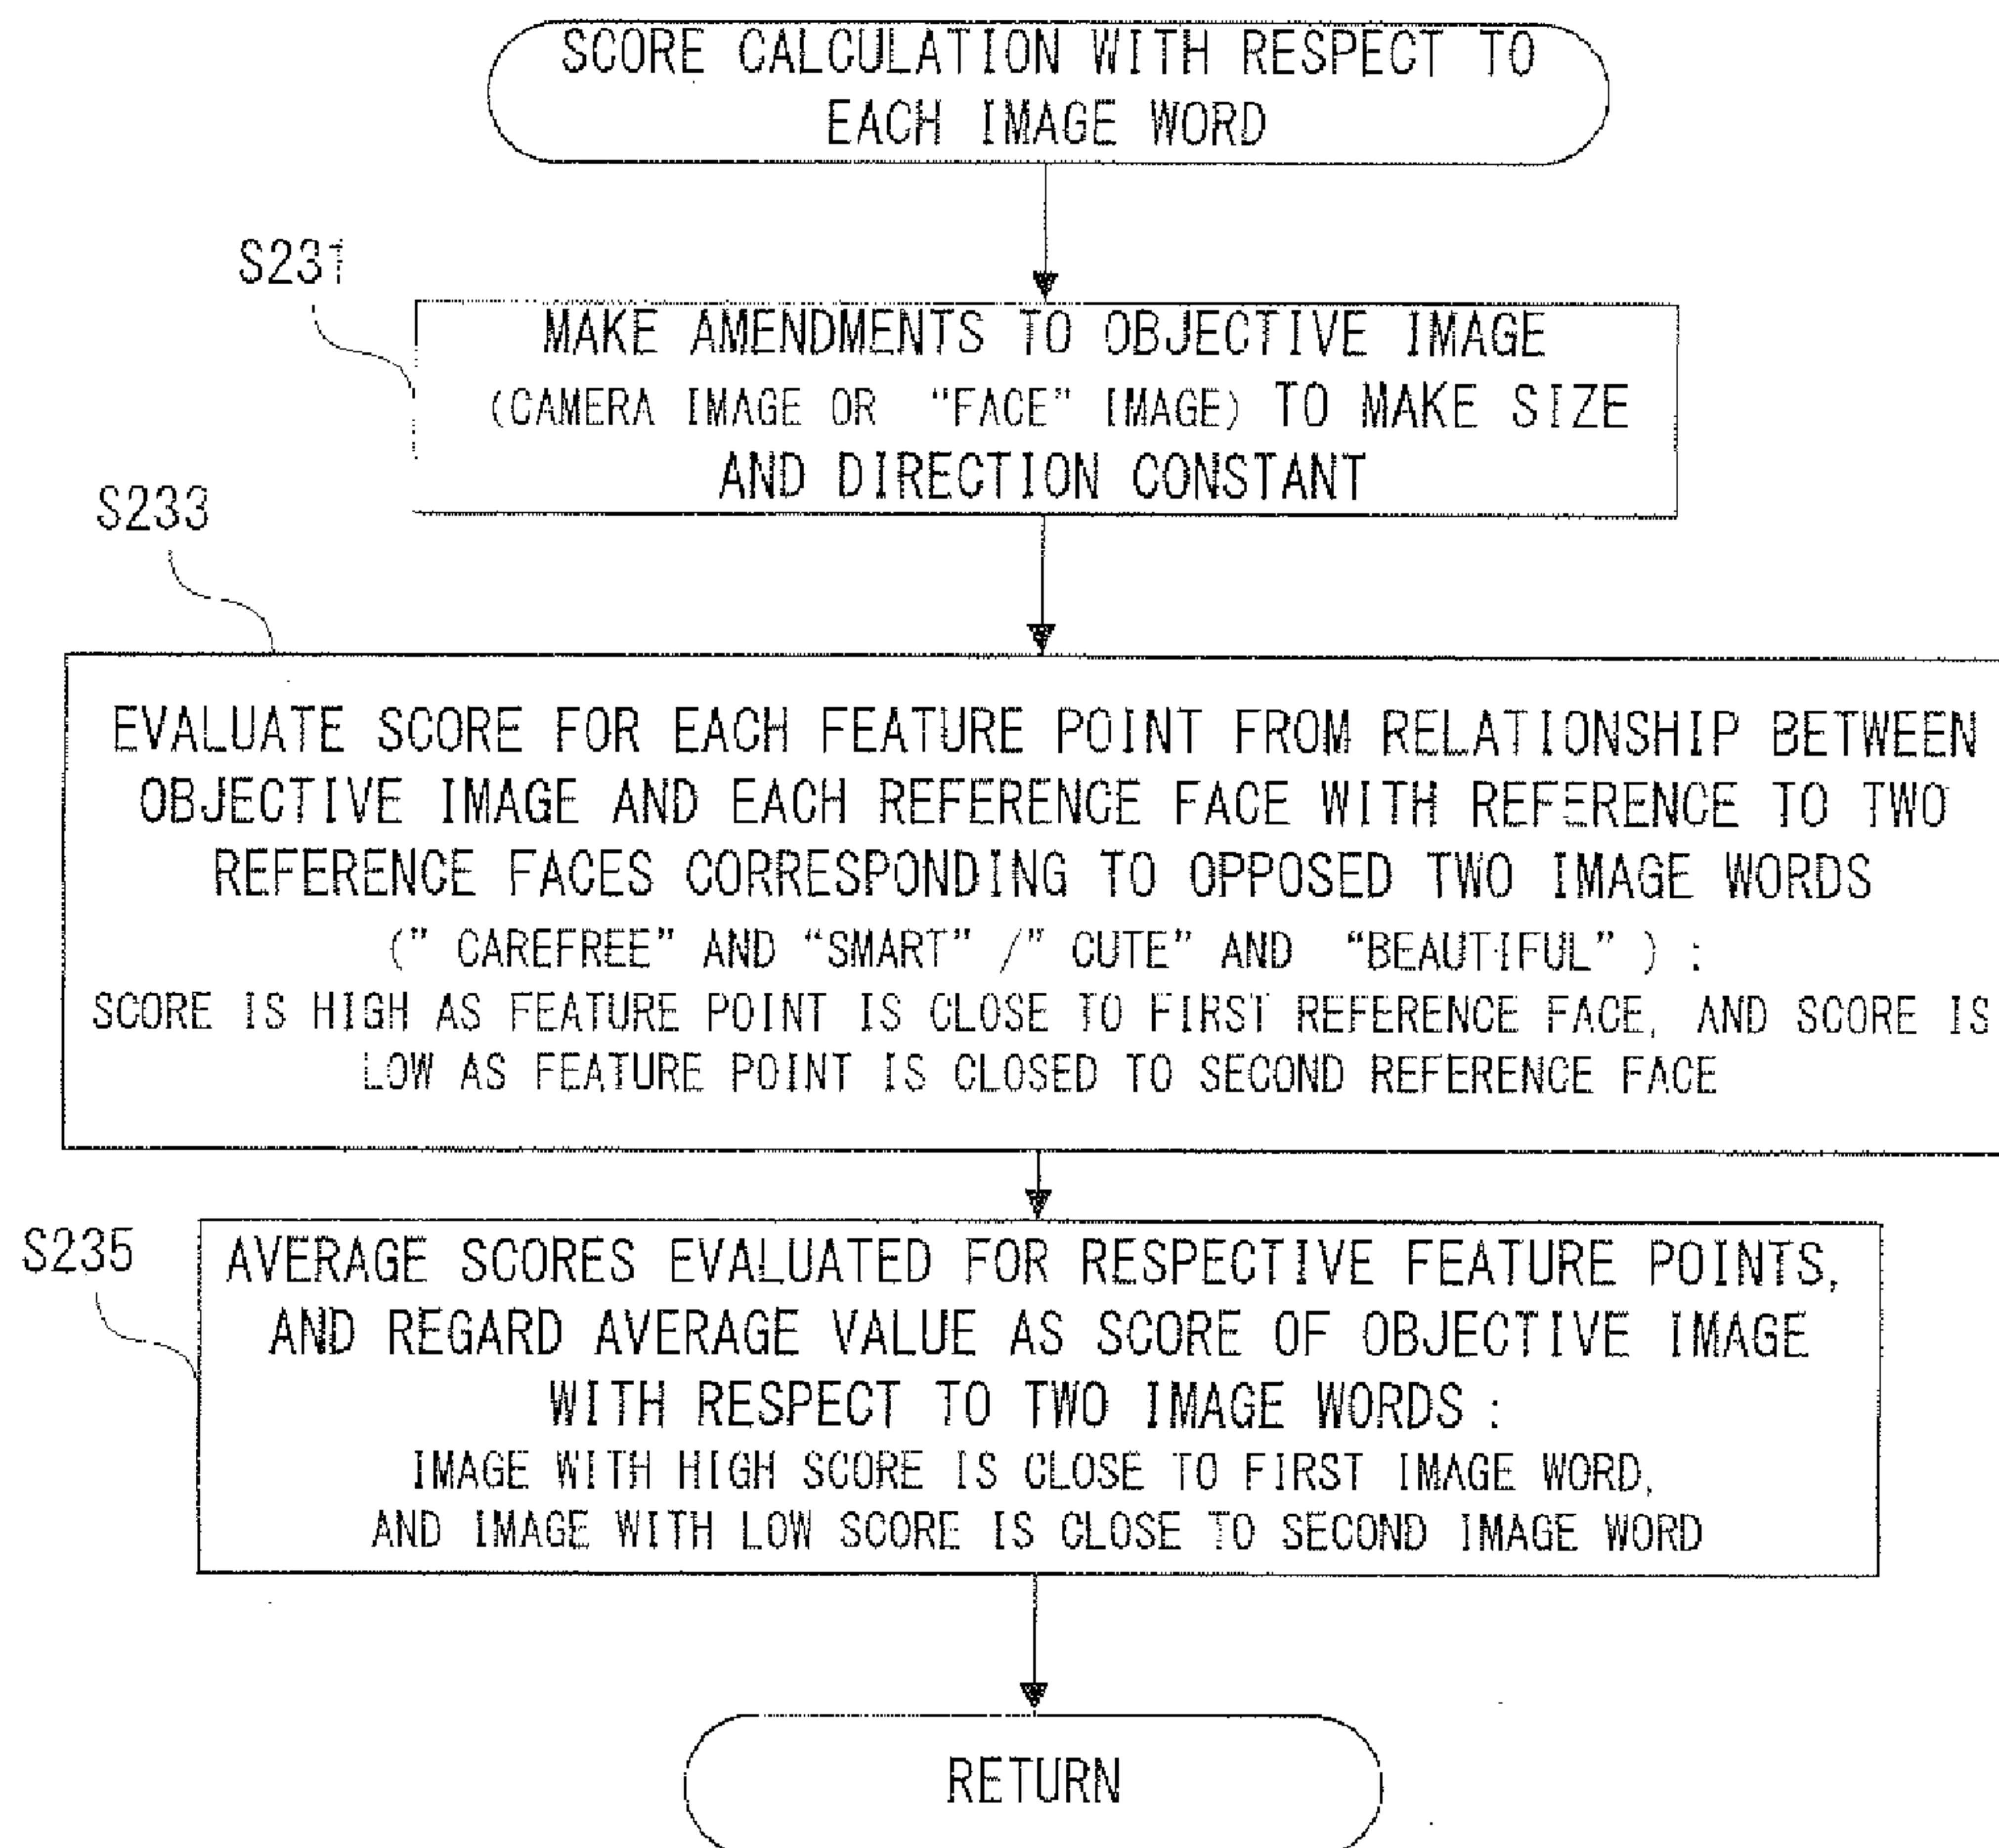 SCORE CALCULATION WITH RESPECT TO
EACH IMAGE WORD
S231
MAKE AMENDMENTS TO OBJECTIVE IMAGE
(CAMERA IMAGE OR "FACE" IMAGE) TO MAKE SIZE
AND DIRECTION CONSTANT
S233
EVALUATE SCORE FOR EACH FEATURE POINT FROM RELATIONSHIP BETWEEN
OBJECTIVE IMAGE AND EACH REFERENCE FACE WITH REFERENCE TO TWO
REFERENCE FACES CORRESPONDING TO OPPOSED TWO IMAGE WORDS
(" CAREFREE" AND "SMART" /" CUTE" AND "BEAUTIFUL" ) :
SCORE IS HIGH AS FEATURE POINT IS CLOSE TO FIRST REFERENCE FACE, AND SCORE IS
LOW AS FEATURE POINT IS CLOSED TO SECOND REFERENCE FACE
S235
AVERAGE SCORES EVALUATED FOR RESPECTIVE FEATURE POINTS,
AND REGARD AVERAGE VALUE AS SCORE OF OBJECTIVE IMAGE
WITH RESPECT TO TWO IMAGE WORDS :
IMAGE WITH HIGH SCORE IS CLOSE TO FIRST IMAGE WORD,
AND IMAGE WITH LOW SCORE IS CLOSE TO SECOND IMAGE WORD
RETURN